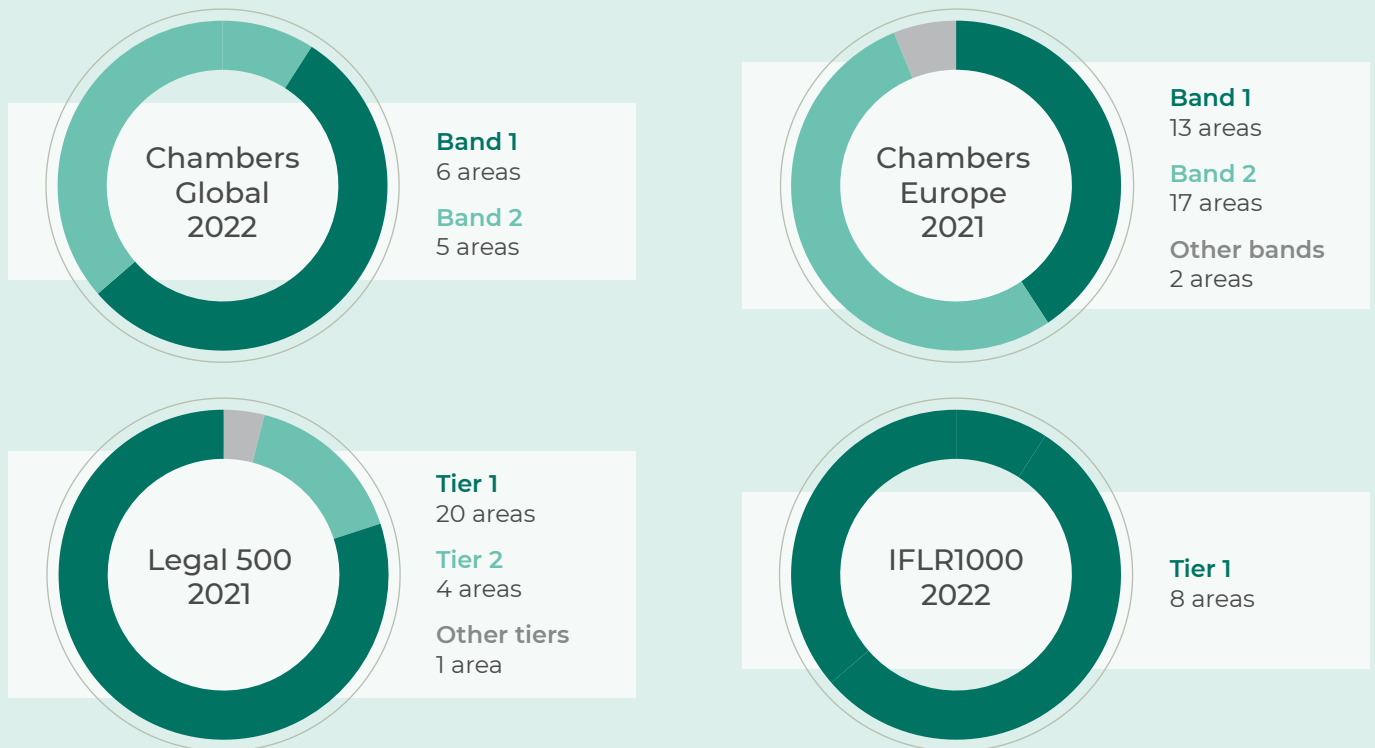 Chambers
Global
2022
Band 1
6 areas
Band 2
5 areas
Chambers
Europe
2021
Band 1
13 areas
Band 2
17 areas
Other bands
2 areas
Legal 500
2021
Tier 1
20 areas
Tier 2
4 areas
Other tiers
1 area
IFLR1000
2022
Tier 1
8 areas